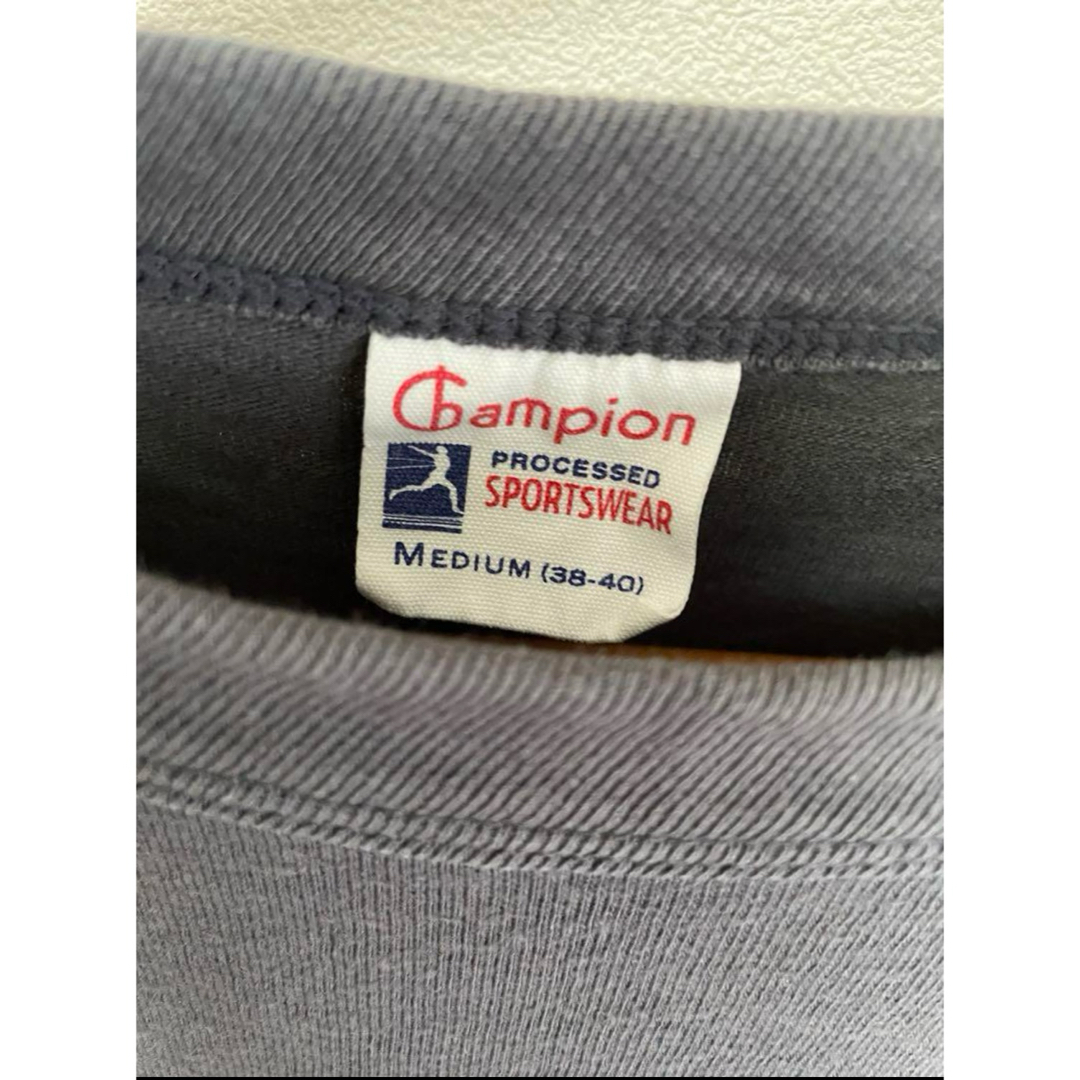 Champion
PROCESSED
SPORTSWEAR
MEDIUM (38-40)